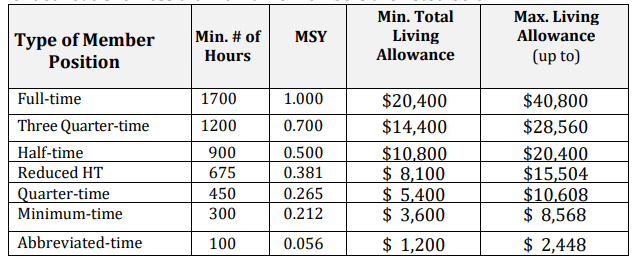 Type of Member Position Min. # of Hours MSY Min. Total Living Allowance Max. Living Allowance (up to)
Full-time 1700 1.000 $20,400 $40,800
Three Quarter-time 1200 0.700 $14,400 $28,560
Half-time 900 0.500 $10,800 $20,400
Reduced HT 675 0.381 $ 8,100 $15,504
Quarter-time 450 0.265 $ 5,400 $10,608
Minimum-time 300 0.212 $ 3,600 $ 8,568
Abbreviated-time 100 0.056 $ 1,200 $ 2,448